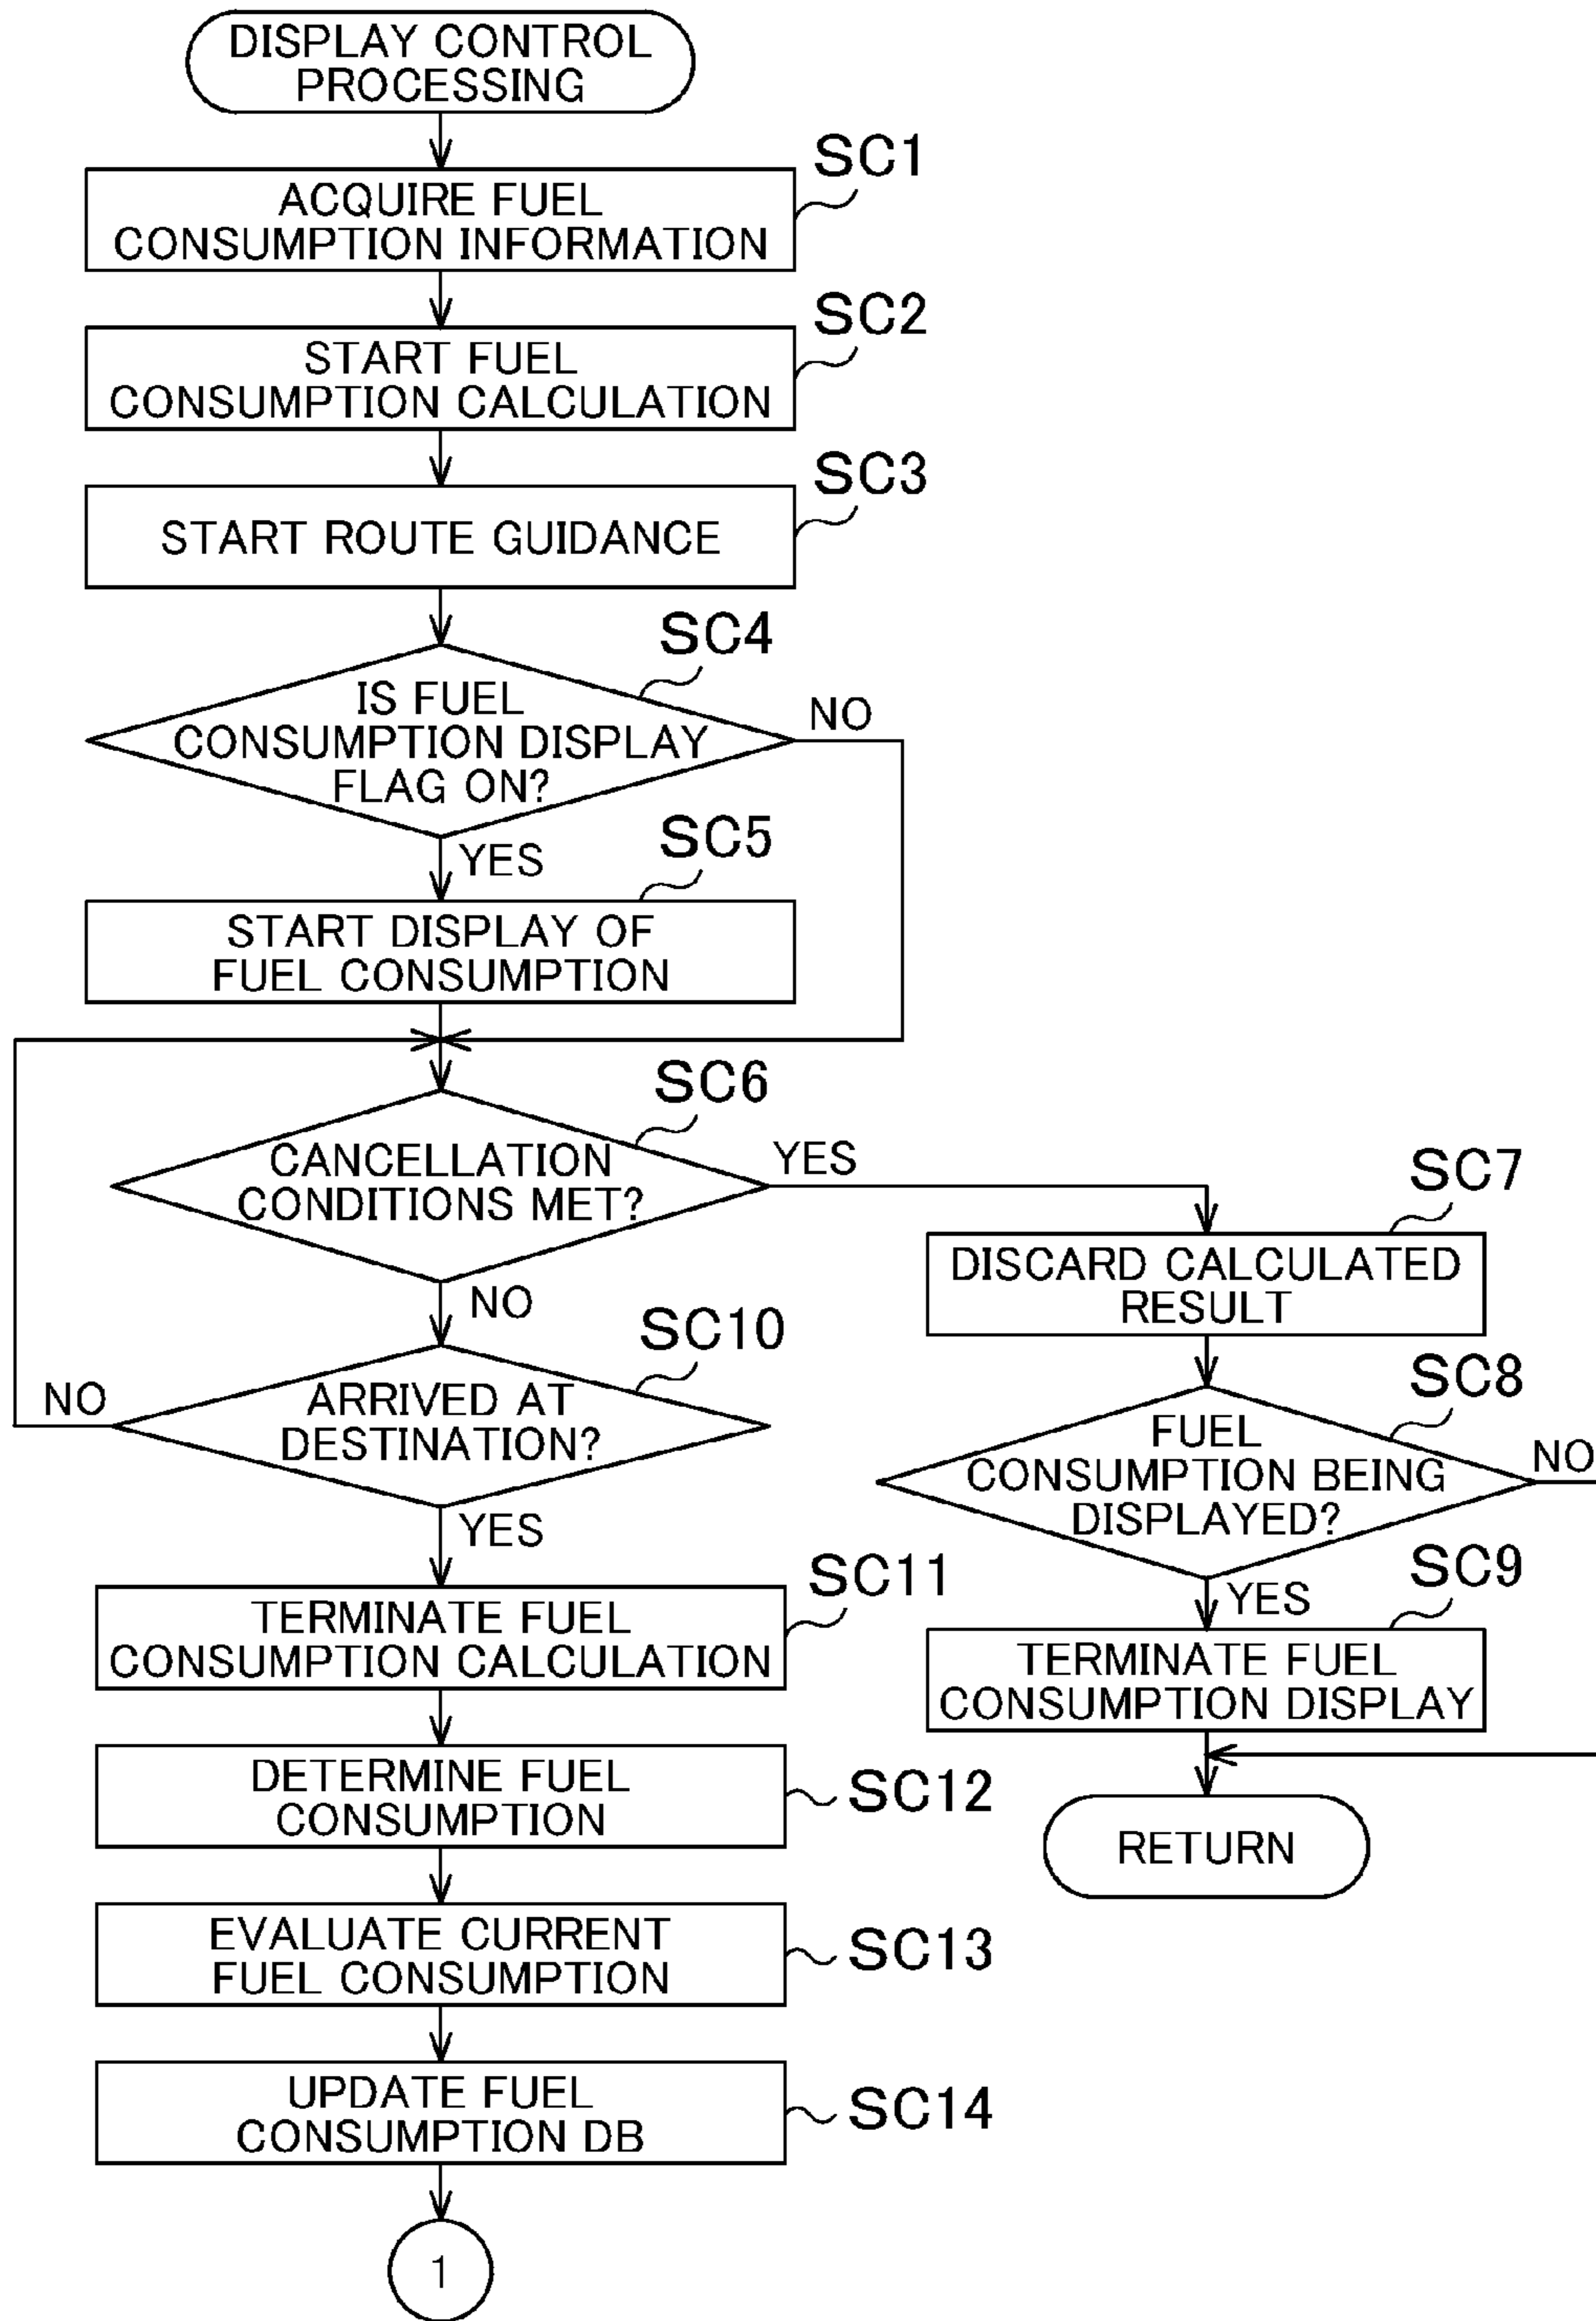 DISPLAY CONTROL
PROCESSING
SC1
ACQUIRE FUEL
CONSUMPTION INFORMATION
SC2
START FUEL
CONSUMPTION CALCULATION
SC3
START ROUTE GUIDANCE
SC4
IS FUEL
CONSUMPTION DISPLAY
FLAG ON?
NO
YES
SC5
START DISPLAY OF
FUEL CONSUMPTION
SC6
CANCELLATION
CONDITIONS MET?
YES
NO
SC7
DISCARD CALCULATED
RESULT
SC8
FUEL
CONSUMPTION BEING
DISPLAYED?
NO
YES
SC9
TERMINATE FUEL
CONSUMPTION DISPLAY
RETURN
SC10
ARRIVED AT
DESTINATION?
NO
YES
SC11
TERMINATE FUEL
CONSUMPTION CALCULATION
DETERMINE FUEL
CONSUMPTION
SC12
EVALUATE CURRENT
FUEL CONSUMPTION
SC13
UPDATE FUEL
CONSUMPTION DB
SC14
1